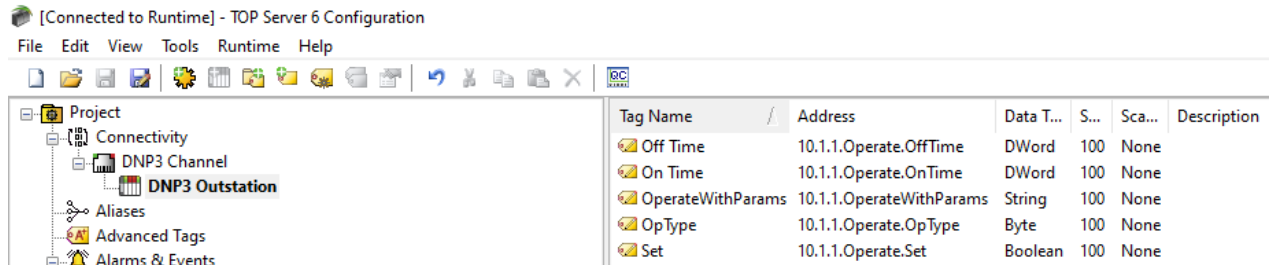 [Connected to Runtime] - TOP Server 6 Configuration
File Edit View Tools Runtime Help
QC
Project
Connectivity
DNP3 Channel
DNP3 Outstation
Aliases
Advanced Tags
Alarms & Events
Tag Name Address Data T... S... Sca... Description
Off Time 10.1.1.Operate.OffTime DWord 100 None
On Time 10.1.1.Operate.OnTime DWord 100 None
OperateWithParams 10.1.1.OperateWithParams String 100 None
OpType 10.1.1.Operate.OpType Byte 100 None
Set 10.1.1.Operate.Set Boolean 100 None